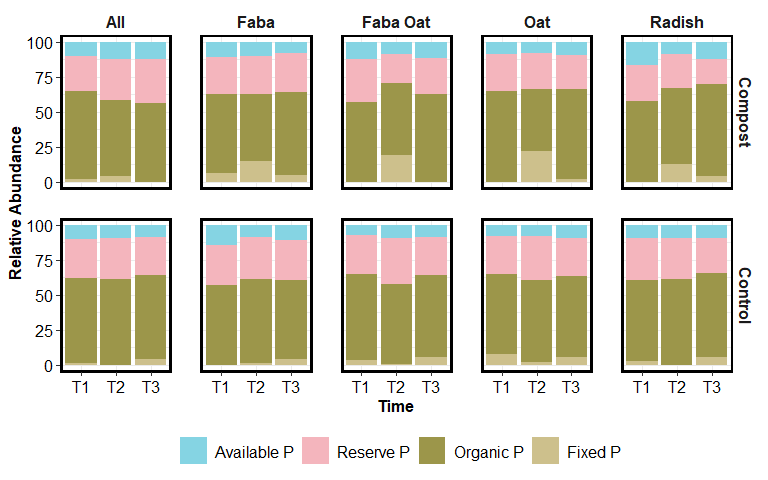 All Faba Faba Oat Oat Radish
100
75
50
25
0
Compost
100
75
50
25
0
Control
Relative Abundance
T1 T2 T3 T1 T2 T3 T1 T2 T3 T1 T2 T3 T1 T2 T3
Time
Available P Reserve P Organic P Fixed P